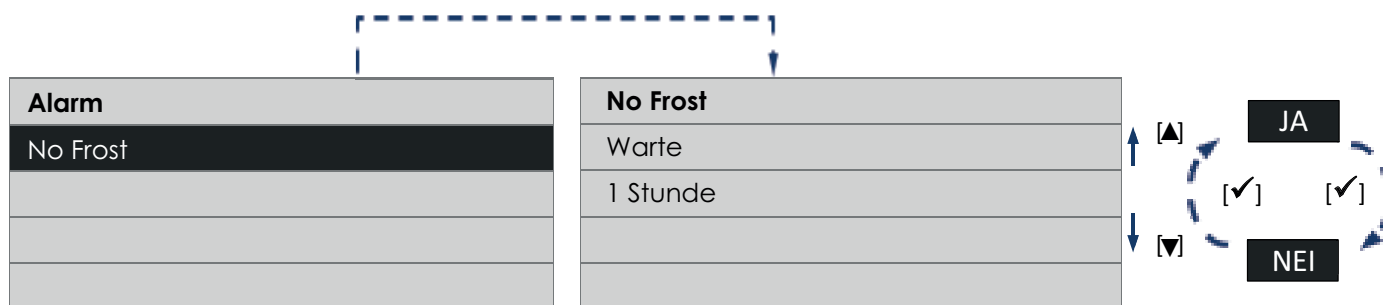 Alarm
No Frost
No Frost
Warte
1 Stunde
[▲]
[▼]
JA
[✔] [✔]
NEI